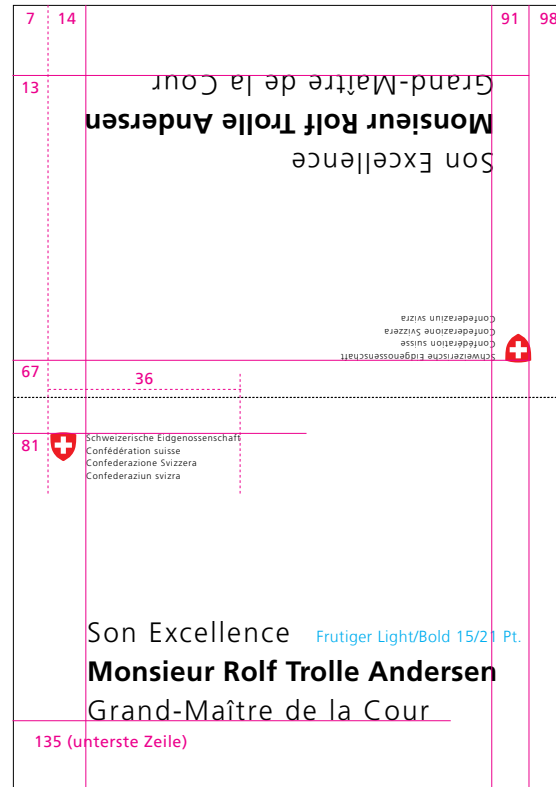 7 14 91 98
13
Grand-Maître de la Cour
Monsieur Rolf Trolle Andersen
Son Excellence
Confederaziun svizra
Confederazione Svizzera
Confédération suisse
Schweizerische Eidgenossenschaft
67
36
81
Schweizerische Eidgenossenschaft
Confédération suisse
Confederazione Svizzera
Confederaziun svizra
Son Excellence Frutiger Light/Bold 15/21 Pt.
Monsieur Rolf Trolle Andersen
Grand-Maître de la Cour
135 (unterste Zeile)